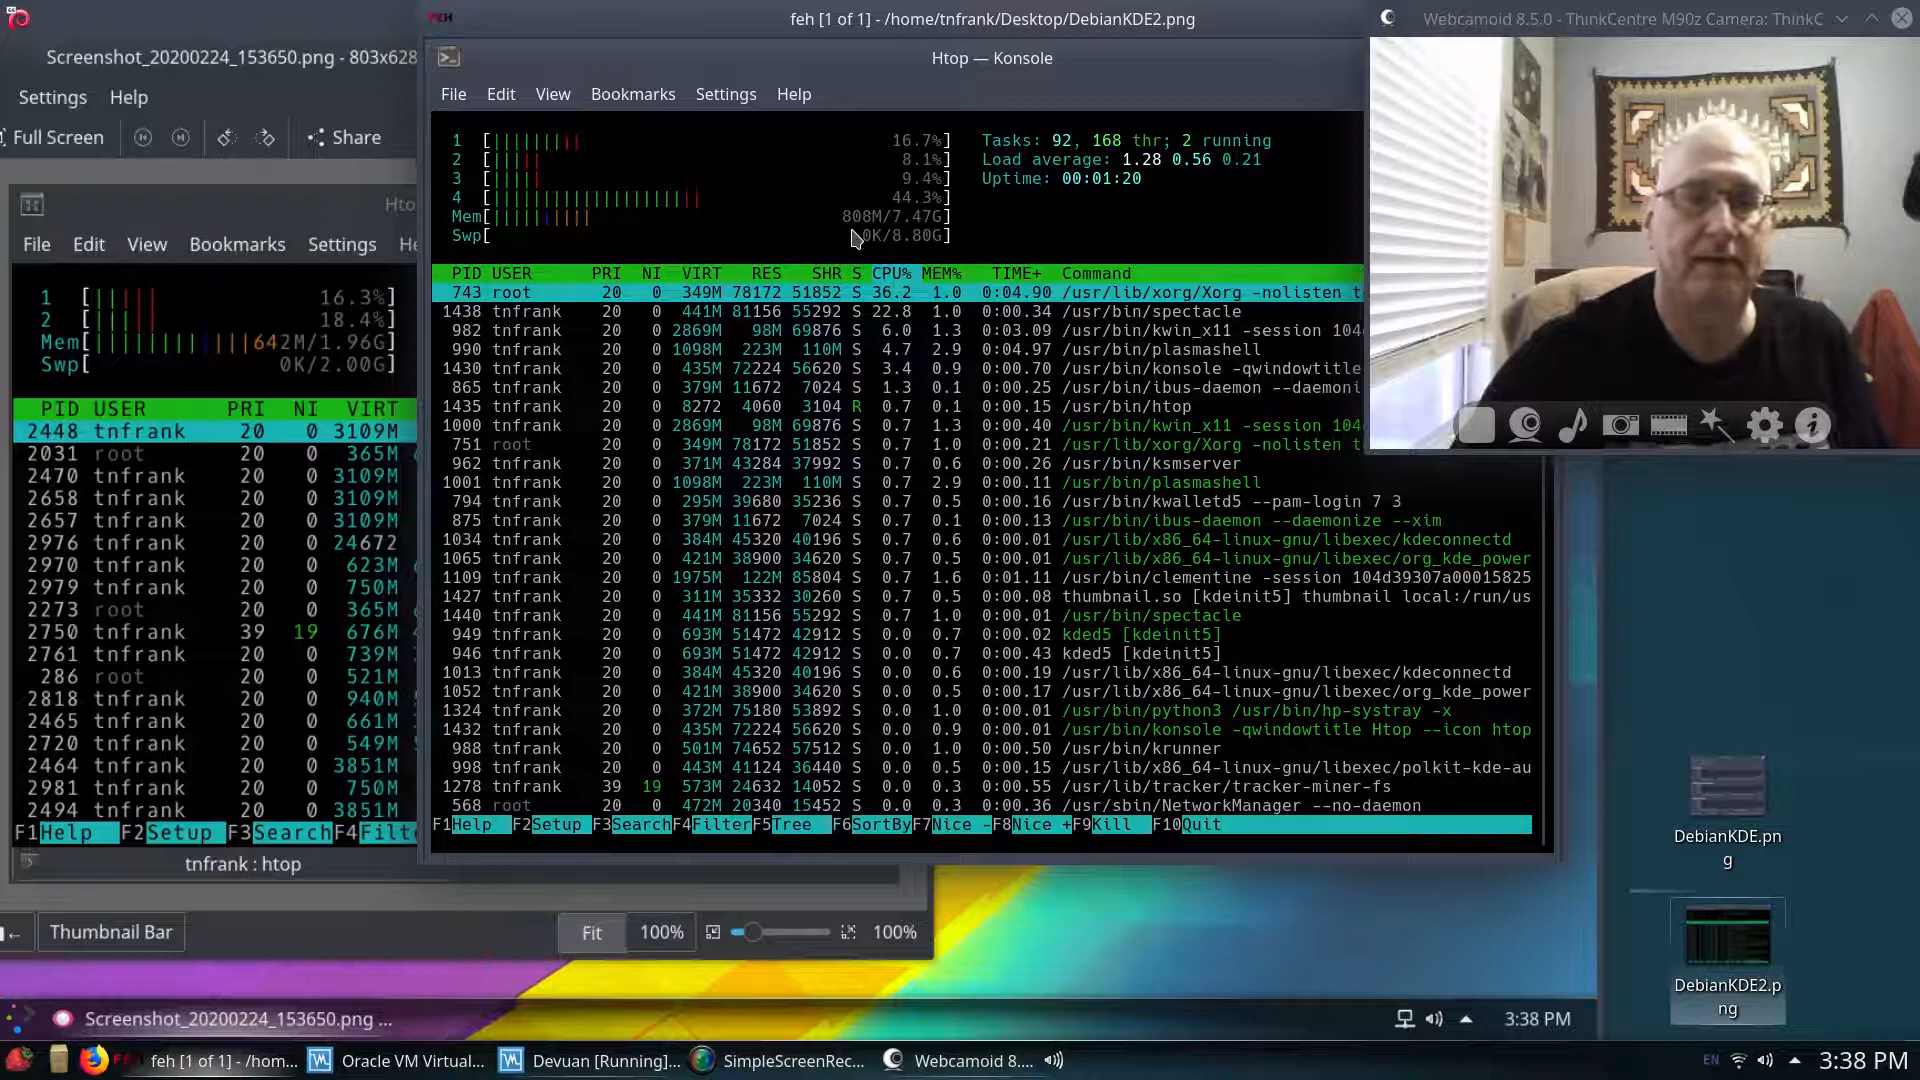 feh [1 of 1] - /home/tnfrank/Desktop/DebianKDE2.png
Webcamoid 8.5.0 - ThinkCentre M90z Camera: ThinkC
Screenshot_20200224_153650.png - 803x628
Settings Help
Full Screen Share
Htop — Konsole
File Edit View Bookmarks Settings Help
1 [ 16.7%] Tasks: 92, 168 thr; 2 running
2 [ 8.1%] Load average: 1.28 0.56 0.21
3 [ 9.4%] Uptime: 00:01:20
4 [ 44.3%]
Mem[ 808M/7.47G]
Swp[ 0K/8.80G]
PID USER PRI NI VIRT RES SHR S CPU% MEM% TIME+ Command
743 root 20 0 349M 78172 51852 S 36.2 1.0 0:04.90 /usr/lib/xorg/Xorg -nolisten t
1438 tnfrank 20 0 441M 81156 55292 S 22.8 1.0 0:00.34 /usr/bin/spectacle
982 tnfrank 20 0 2869M 98M 69876 S 6.0 1.3 0:03.09 /usr/bin/kwin_x11 -session 104
990 tnfrank 20 0 1098M 223M 110M S 4.7 2.9 0:04.97 /usr/bin/plasmashell
1430 tnfrank 20 0 435M 72224 56620 S 3.4 0.9 0:00.70 /usr/bin/konsole -qwindowtitle
865 tnfrank 20 0 379M 11672 7024 S 1.3 0.1 0:00.25 /usr/bin/ibus-daemon --daemoni
1435 tnfrank 20 0 8272 4060 3104 R 0.7 0.1 0:00.15 /usr/bin/htop
1000 tnfrank 20 0 2869M 98M 69876 S 0.7 1.3 0:00.40 /usr/bin/kwin_x11 -session 104
751 root 20 0 349M 78172 51852 S 0.7 1.0 0:00.21 /usr/lib/xorg/Xorg -nolisten t
962 tnfrank 20 0 371M 43284 37992 S 0.7 0.6 0:00.26 /usr/bin/ksmserver
1001 tnfrank 20 0 1098M 223M 110M S 0.7 2.9 0:00.11 /usr/bin/plasmashell
794 tnfrank 20 0 295M 39680 35236 S 0.7 0.5 0:00.16 /usr/bin/kwalletd5 --pam-login 7 3
875 tnfrank 20 0 379M 11672 7024 S 0.7 0.1 0:00.13 /usr/bin/ibus-daemon --daemonize --xim
1034 tnfrank 20 0 384M 45320 40196 S 0.7 0.6 0:00.01 /usr/lib/x86_64-linux-gnu/libexec/kdeconnectd
1065 tnfrank 20 0 421M 38900 34620 S 0.7 0.5 0:00.01 /usr/lib/x86_64-linux-gnu/libexec/org_kde_power
1109 tnfrank 20 0 1975M 122M 85804 S 0.7 1.6 0:01.11 /usr/bin/clementine -session 104d39307a00015825
1427 tnfrank 20 0 311M 35332 30260 S 0.7 0.5 0:00.08 thumbnail.so [kdeinit5] thumbnail local:/run/us
1440 tnfrank 20 0 441M 81156 55292 S 0.7 1.0 0:00.01 /usr/bin/spectacle
949 tnfrank 20 0 693M 51472 42912 S 0.0 0.7 0:00.02 kded5 [kdeinit5]
946 tnfrank 20 0 693M 51472 42912 S 0.0 0.7 0:00.43 kded5 [kdeinit5]
1013 tnfrank 20 0 384M 45320 40196 S 0.0 0.6 0:00.19 /usr/lib/x86_64-linux-gnu/libexec/kdeconnectd
1052 tnfrank 20 0 421M 38900 34620 S 0.0 0.5 0:00.17 /usr/lib/x86_64-linux-gnu/libexec/org_kde_power
1324 tnfrank 20 0 372M 75180 53892 S 0.0 1.0 0:00.01 /usr/bin/python3 /usr/bin/hp-systray -x
1432 tnfrank 20 0 435M 72224 56620 S 0.0 0.9 0:00.01 /usr/bin/konsole -qwindowtitle Htop --icon htop
988 tnfrank 20 0 501M 74652 57512 S 0.0 1.0 0:00.50 /usr/bin/krunner
998 tnfrank 20 0 443M 41124 36440 S 0.0 0.5 0:00.15 /usr/lib/x86_64-linux-gnu/libexec/polkit-kde-au
1278 tnfrank 39 19 573M 24632 14052 S 0.0 0.3 0:00.55 /usr/lib/tracker/tracker-miner-fs
568 root 20 0 472M 20340 15452 S 0.0 0.3 0:00.36 /usr/sbin/NetworkManager --no-daemon
F1Help F2Setup F3SearchF4FilterF5Tree F6SortByF7Nice -F8Nice +F9Kill F10Quit
Hto
File Edit View Bookmarks Settings He
1 [ 16.3%]
2 [ 18.4%]
Mem[ 642M/1.96G]
Swp[ 0K/2.00G]
PID USER PRI NI VIRT
2448 tnfrank 20 0 3109M
2031 root 20 0 365M
2470 tnfrank 20 0 3109M
2658 tnfrank 20 0 3109M
2657 tnfrank 20 0 3109M
2976 tnfrank 20 0 24672
2970 tnfrank 20 0 623M
2979 tnfrank 20 0 750M
2273 root 20 0 365M
2750 tnfrank 39 19 676M
2761 tnfrank 20 0 739M
286 root 20 0 521M
2818 tnfrank 20 0 940M
2465 tnfrank 20 0 661M
2720 tnfrank 20 0 549M
2464 tnfrank 20 0 3851M
2981 tnfrank 20 0 750M
2494 tnfrank 20 0 3851M
F1Help F2Setup F3SearchF4Filt
tnfrank : htop
Thumbnail Bar Fit 100% 100%
DebianKDE.pn
g
DebianKDE2.p
ng
Screenshot_20200224_153650.png ... 3:38 PM
feh [1 of 1] - /hom... Oracle VM Virtual... Devuan [Running]... SimpleScreenRec... Webcamoid 8.... EN 3:38 PM